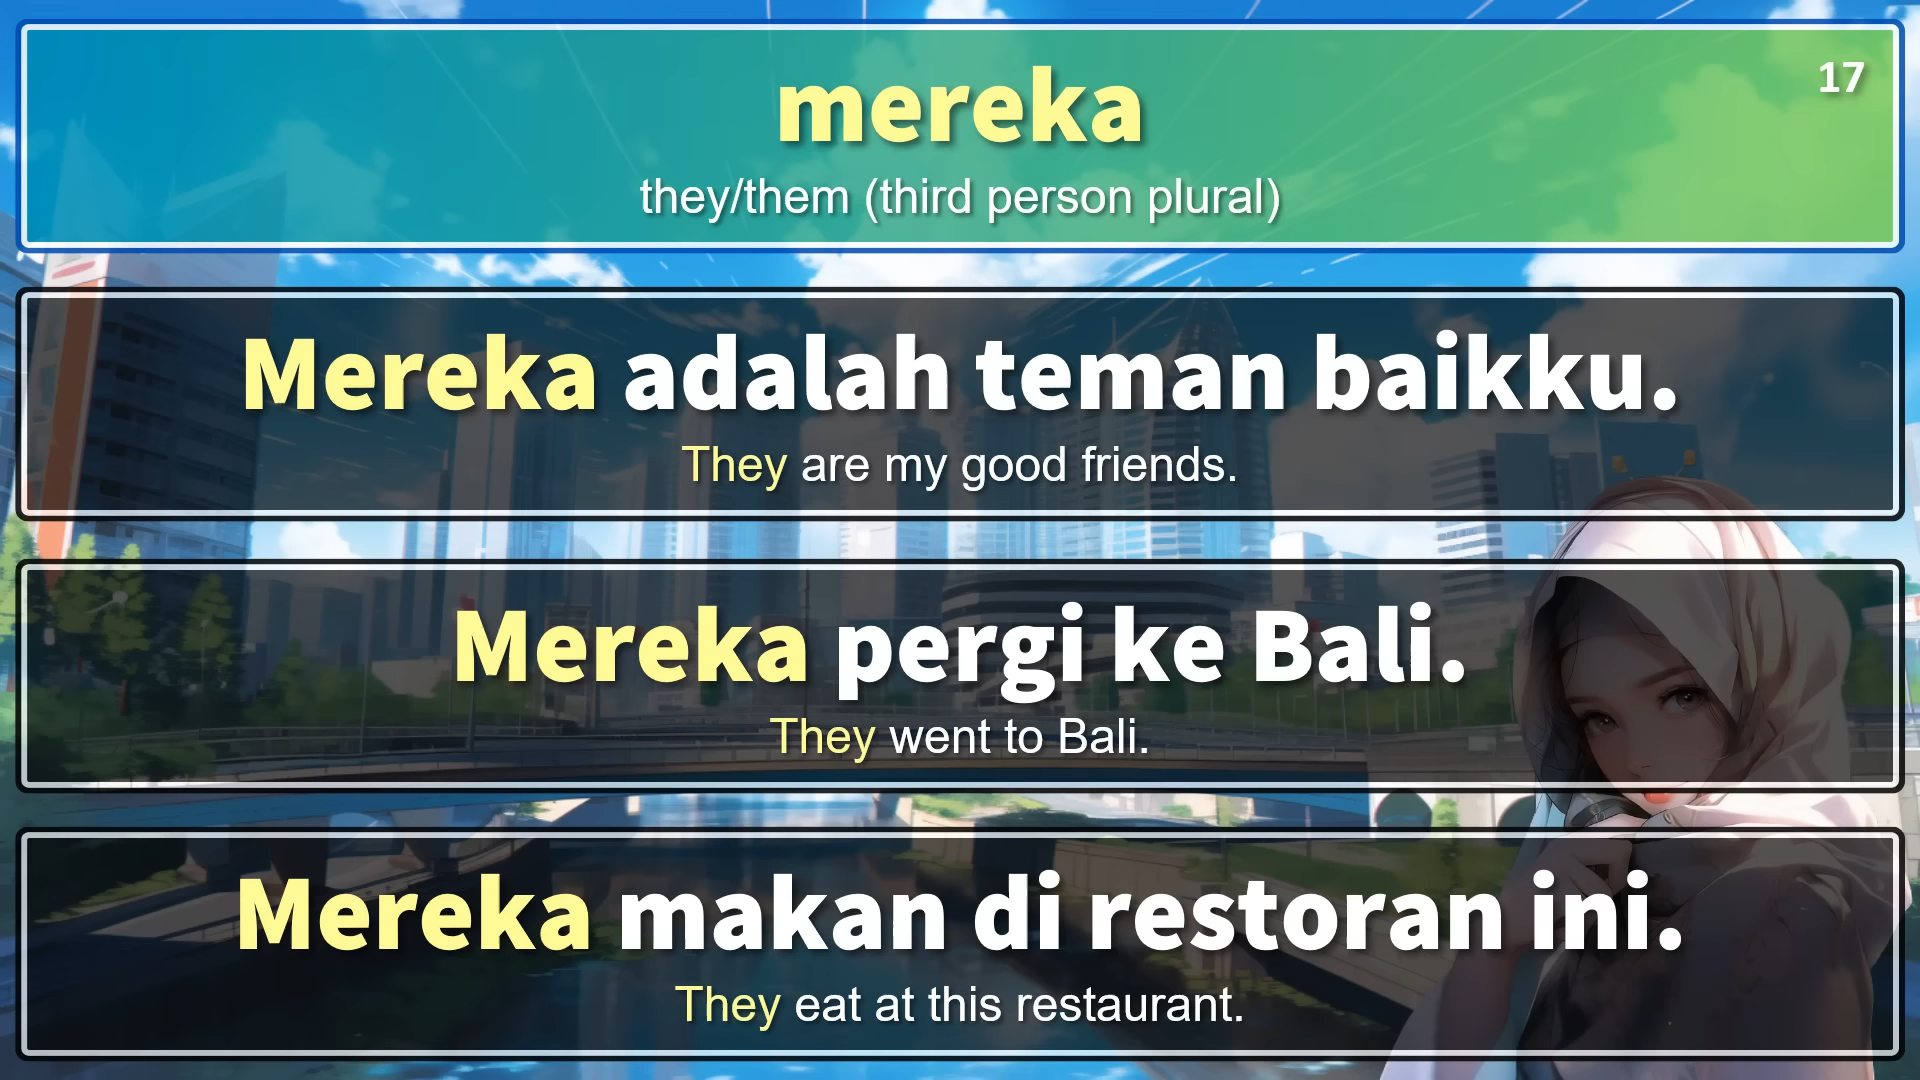 mereka
17
they/them (third person plural)
Mereka adalah teman baikku.
They are my good friends.
Mereka pergi ke Bali.
They went to Bali.
Mereka makan di restoran ini.
They eat at this restaurant.